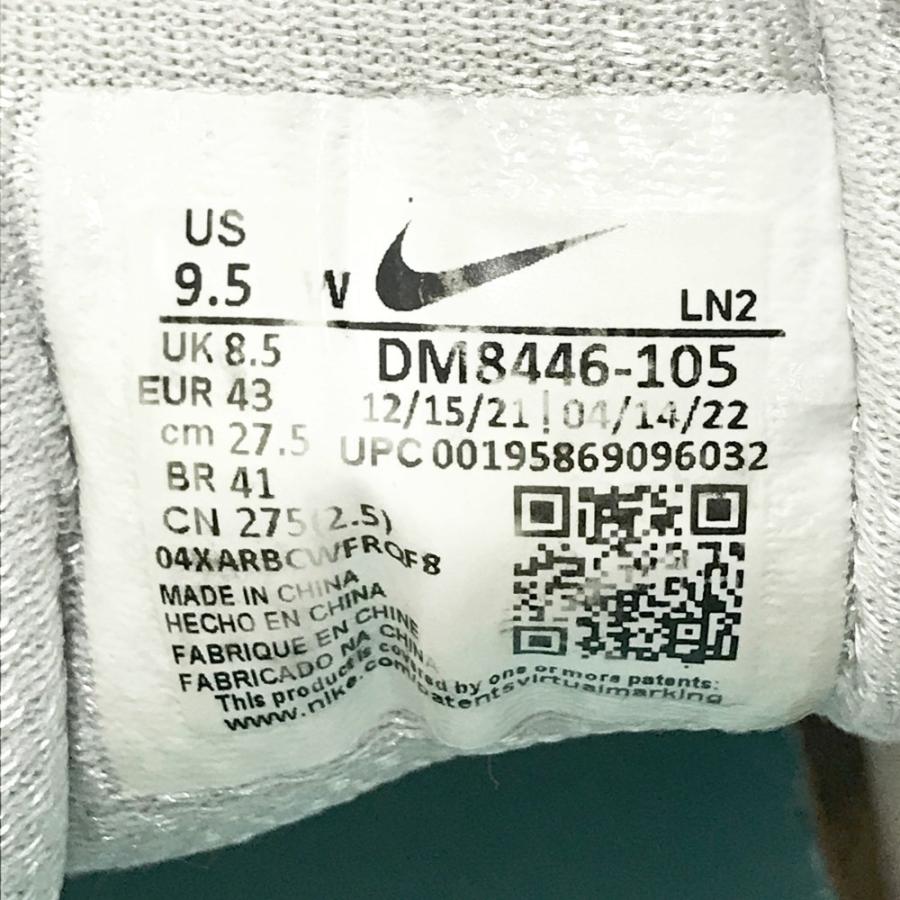 US
9.5 W
LN2
UK 8.5
EUR 43
cm 27.5
BR 41
CN 275(2.5)
DM8446-105
12/15/21 | 04/14/22
UPC 00195869096032
04XARBCWFRQF8
MADE IN CHINA
HECHO EN CHINA
FABRIQUE EN CHINE
FABRICADO NA CHINA
This product is covered by one or more patents:
www.nike.com/patentsvirtualmarking